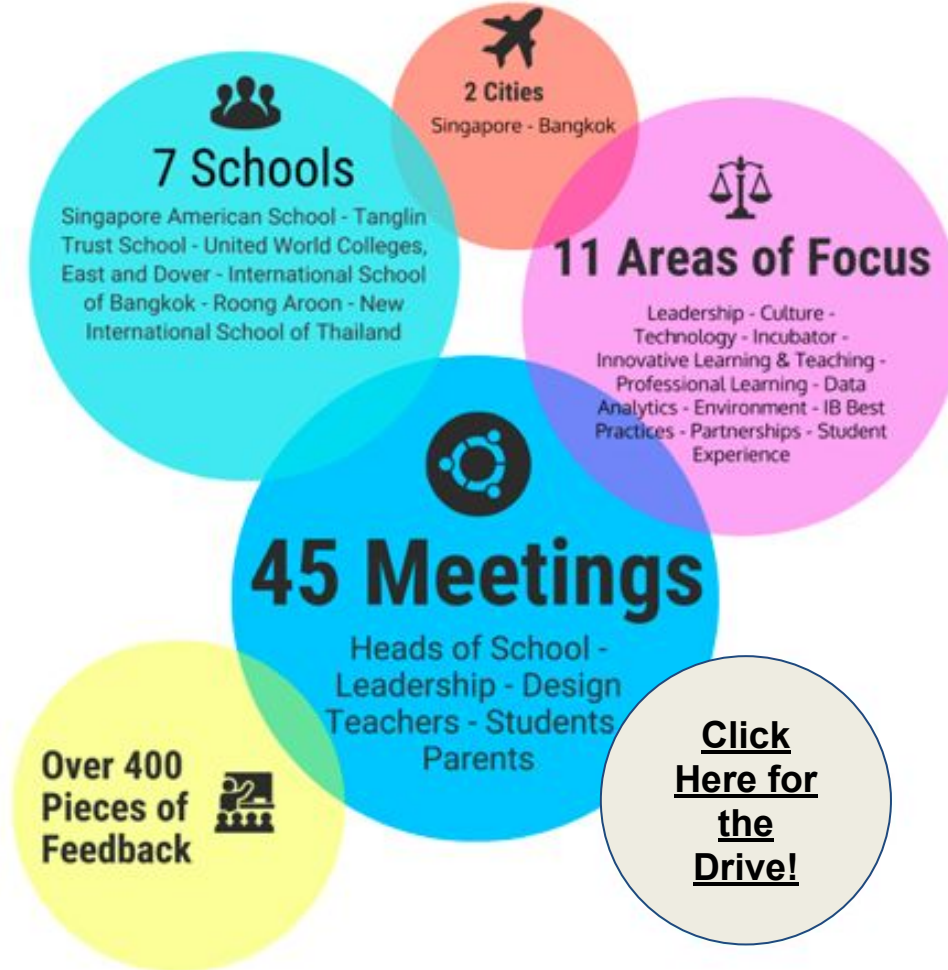 2 Cities
Singapore - Bangkok
7 Schools
Singapore American School - Tanglin
Trust School - United World Colleges,
East and Dover - International School
of Bangkok - Roong Aroon - New
International School of Thailand
11 Areas of Focus
Leadership - Culture -
Technology - Incubator -
Innovative Learning & Teaching -
Professional Learning - Data
Analytics - Environment - IB Best
Practices - Partnerships - Student
Experience
45 Meetings
Heads of School -
Leadership - Design
Teachers - Students
Parents
Over 400
Pieces of
Feedback
Click
Here for
the
Drive!